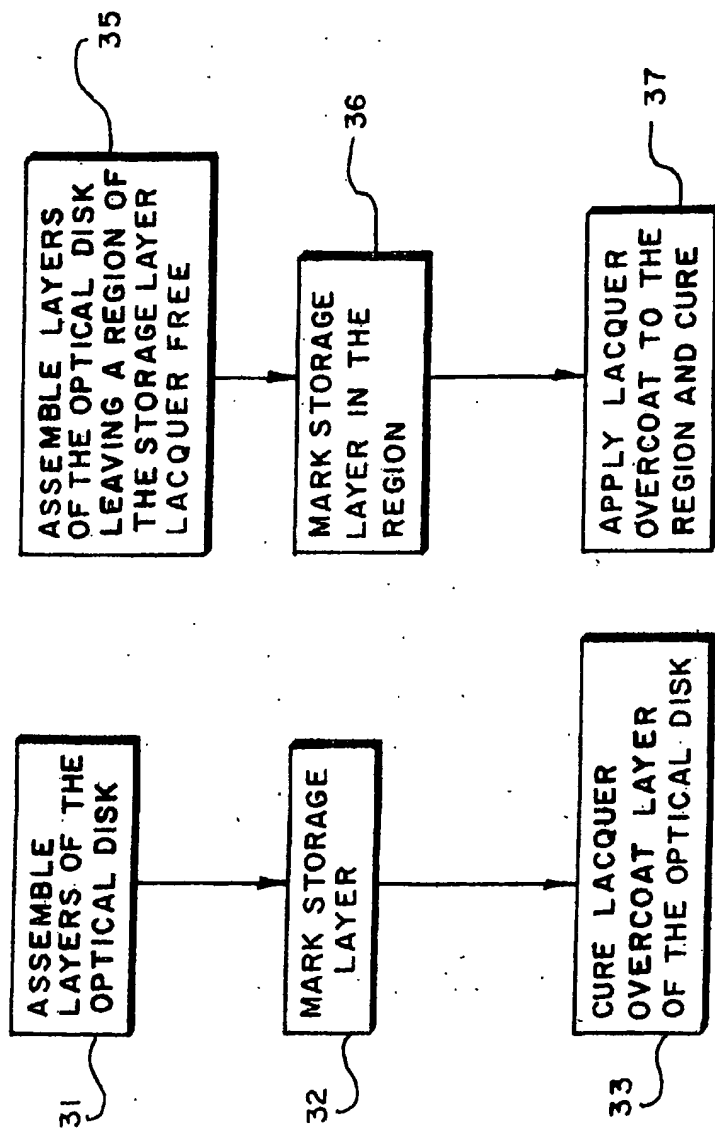 31
ASSEMBLE
LAYERS OF THE
OPTICAL DISK
32
MARK STORAGE
LAYER
33
CURE LACQUER
OVERCOAT LAYER
OF THE OPTICAL DISK
35
ASSEMBLE LAYERS
OF THE OPTICAL DISK
LEAVING A REGION OF
THE STORAGE LAYER
LACQUER FREE
36
MARK STORAGE
LAYER IN THE
REGION
37
APPLY LACQUER
OVERCOAT TO THE
REGION AND CURE